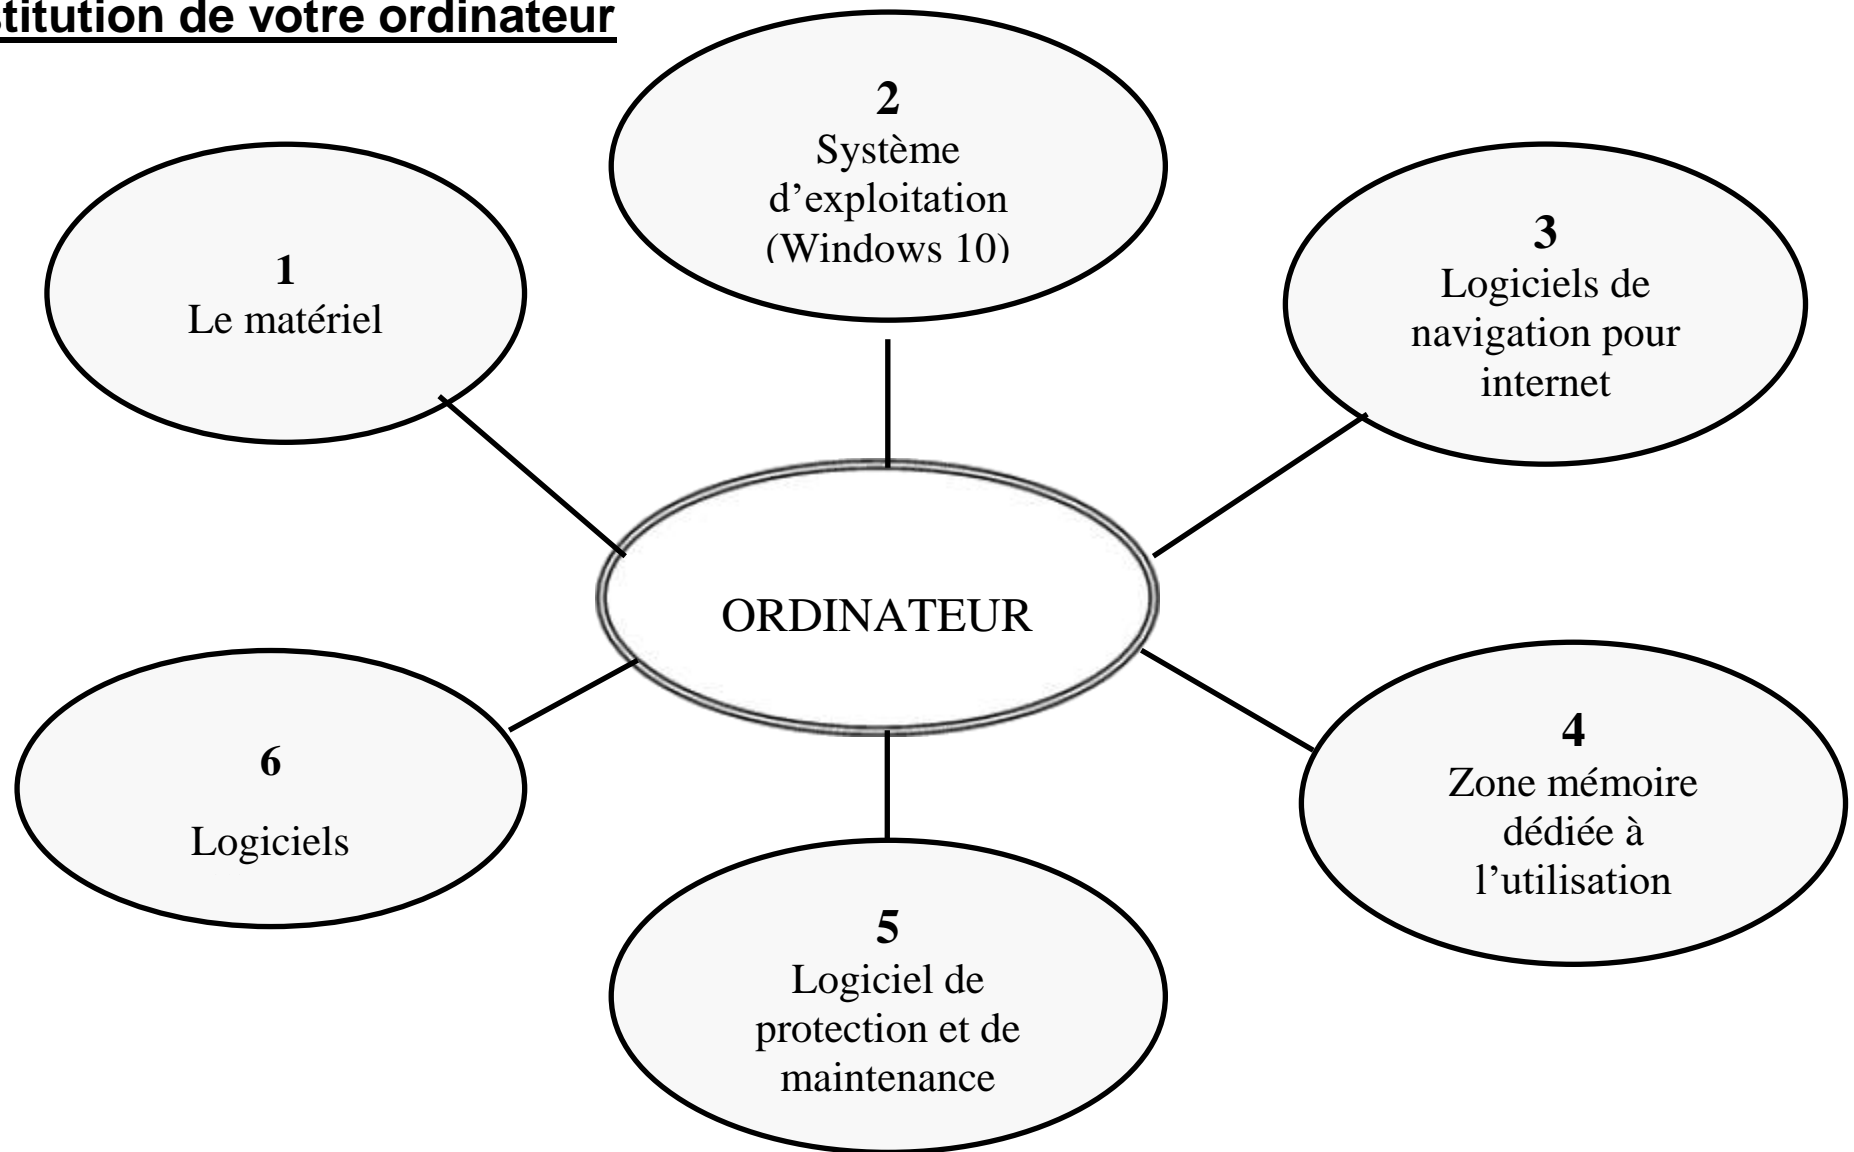 stitution de votre ordinateur
2
Système
d’exploitation
(Windows 10)
1
Le matériel
3
Logiciels de
navigation pour
internet
ORDINATEUR
6
Logiciels
4
Zone mémoire
dédiée à
l’utilisation
5
Logiciel de
protection et de
maintenance